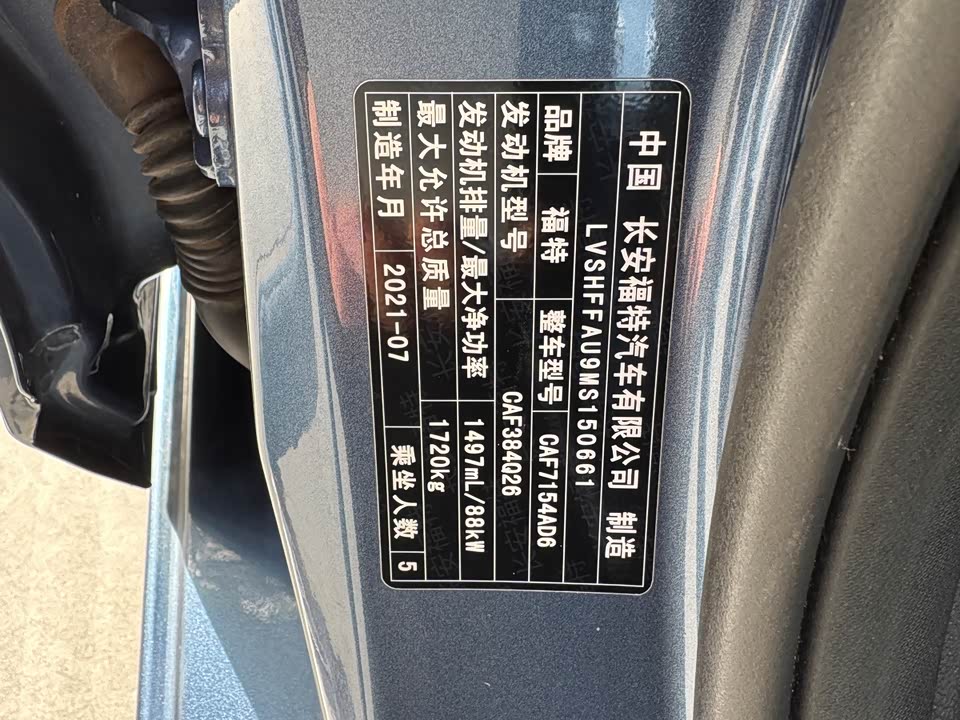 中国 长安福特汽车有限公司 制造
LVSHFFAU9MS150661
品牌 福特 整车型号 CAF7154AD6
发动机型号 CAF384Q26
发动机排量/最大净功率 1497mL/88kW
最大允许总质量 1720kg
制造年月 2021-07 乘坐人数 5